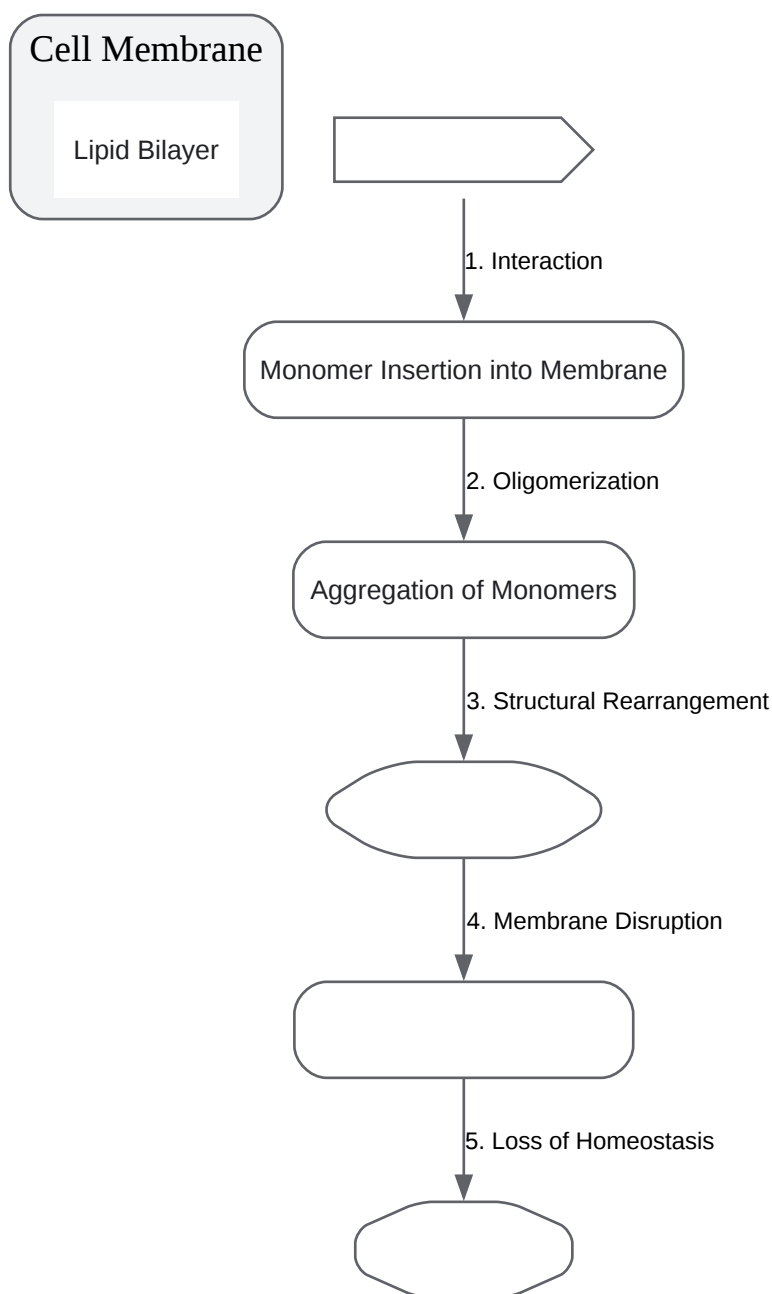 Cell Membrane
Lipid Bilayer
1. Interaction
Monomer Insertion into Membrane
2. Oligomerization
Aggregation of Monomers
3. Structural Rearrangement
4. Membrane Disruption
5. Loss of Homeostasis